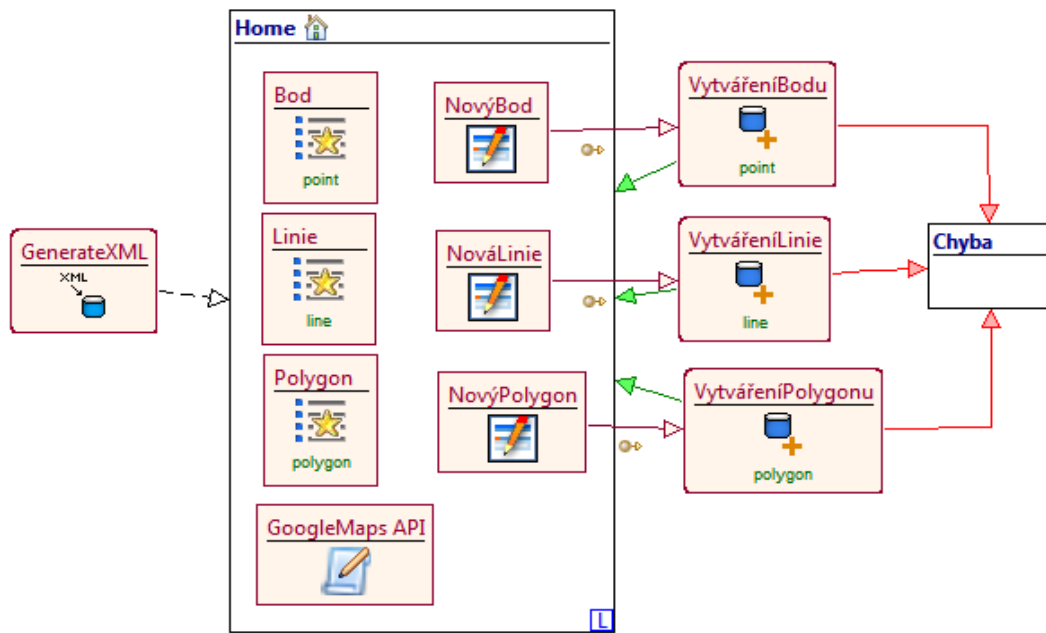 Home
Bod
point
NovýBod
VytvářeníBodu
point
GenerateXML
XML
Linie
line
NováLinie
VytvářeníLinie
line
Chyba
Polygon
polygon
NovýPolygon
VytvářeníPolygonu
polygon
GoogleMaps API
L